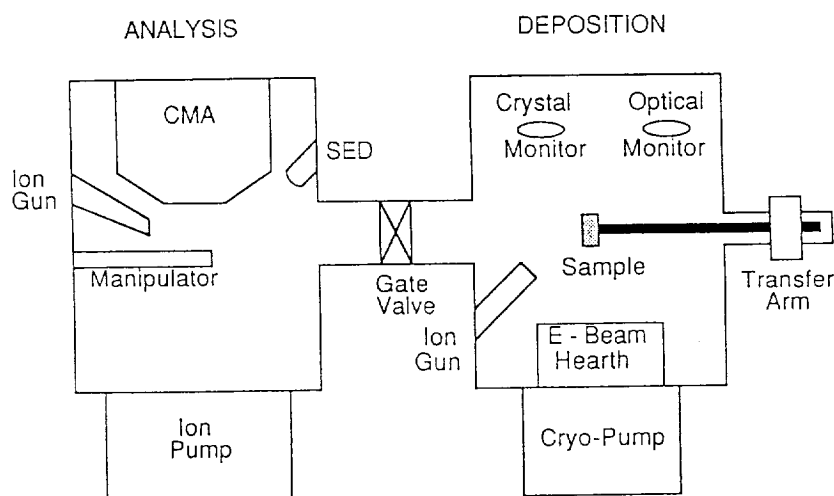 ANALYSIS
DEPOSITION
CMA
SED
Ion
Gun
Manipulator
Gate
Valve
Ion
Pump
Crystal
Monitor
Optical
Monitor
Sample
Transfer
Arm
Ion
Gun
E - Beam
Hearth
Cryo-Pump